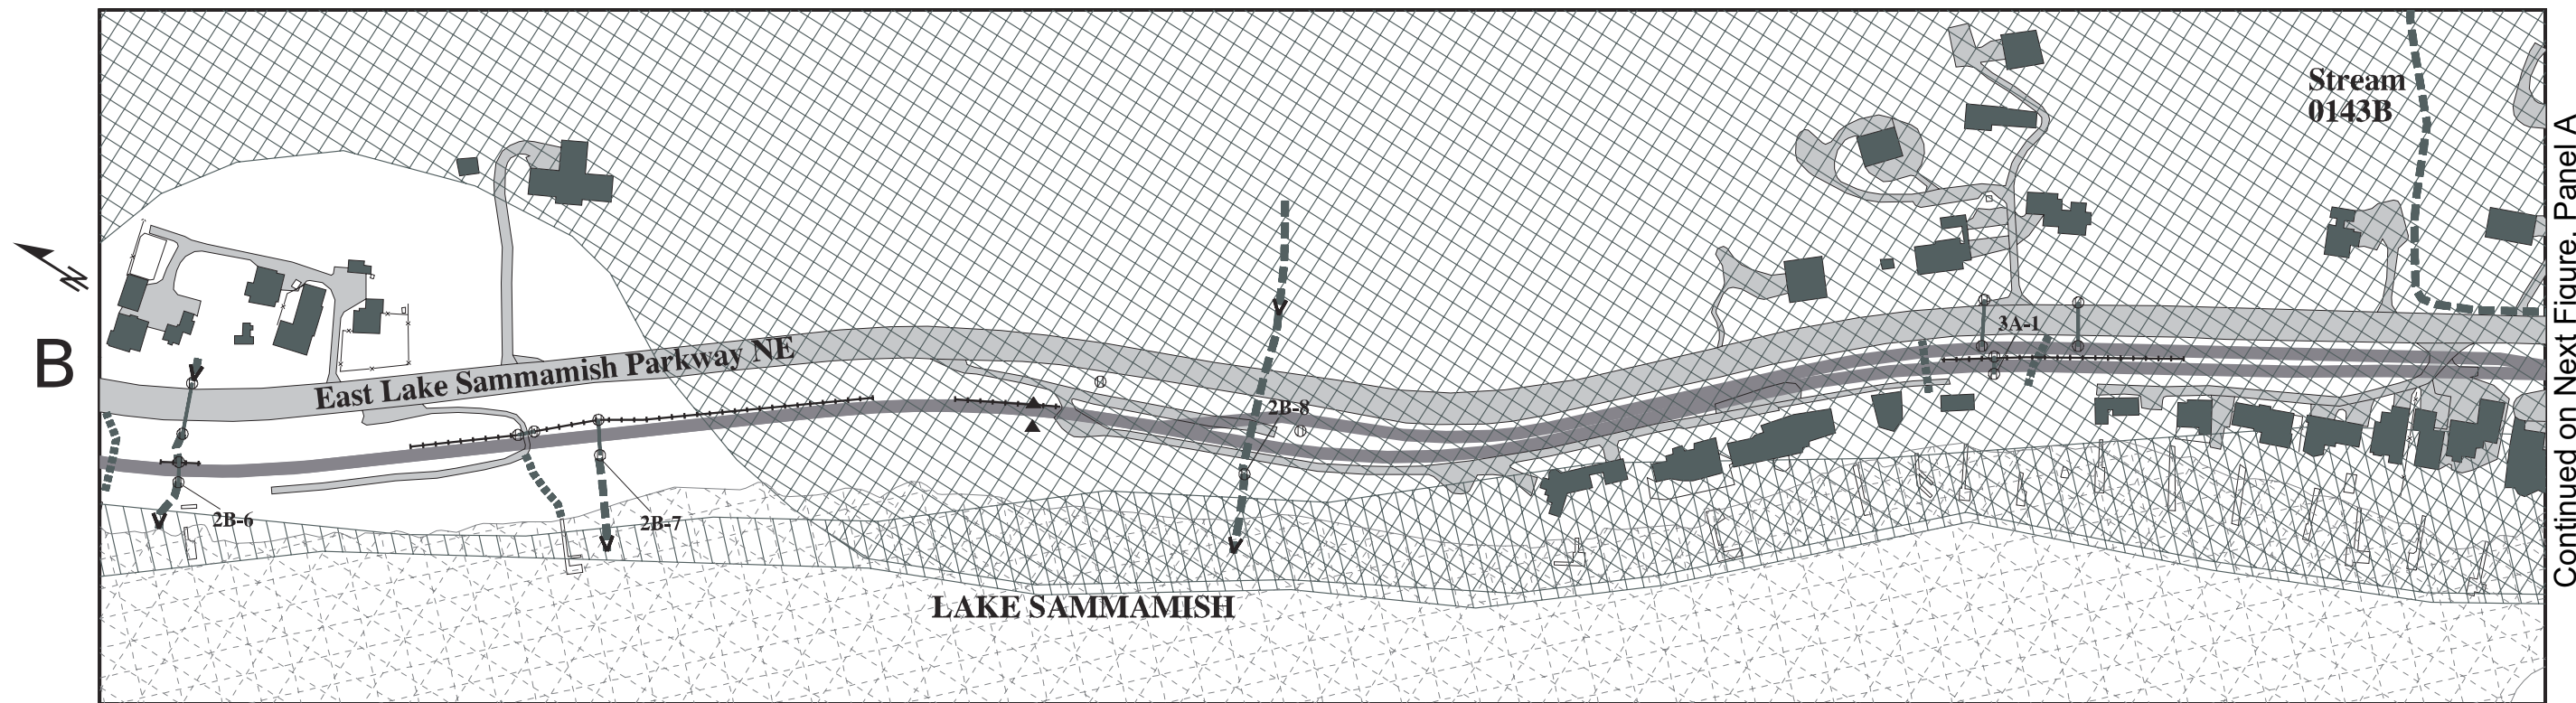 Stream
0143B
B
N
East Lake Sammamish Parkway NE
3A-1
2B-8
2B-6
2B-7
LAKE SAMMAMISH
Continued on Next Figure, Panel A